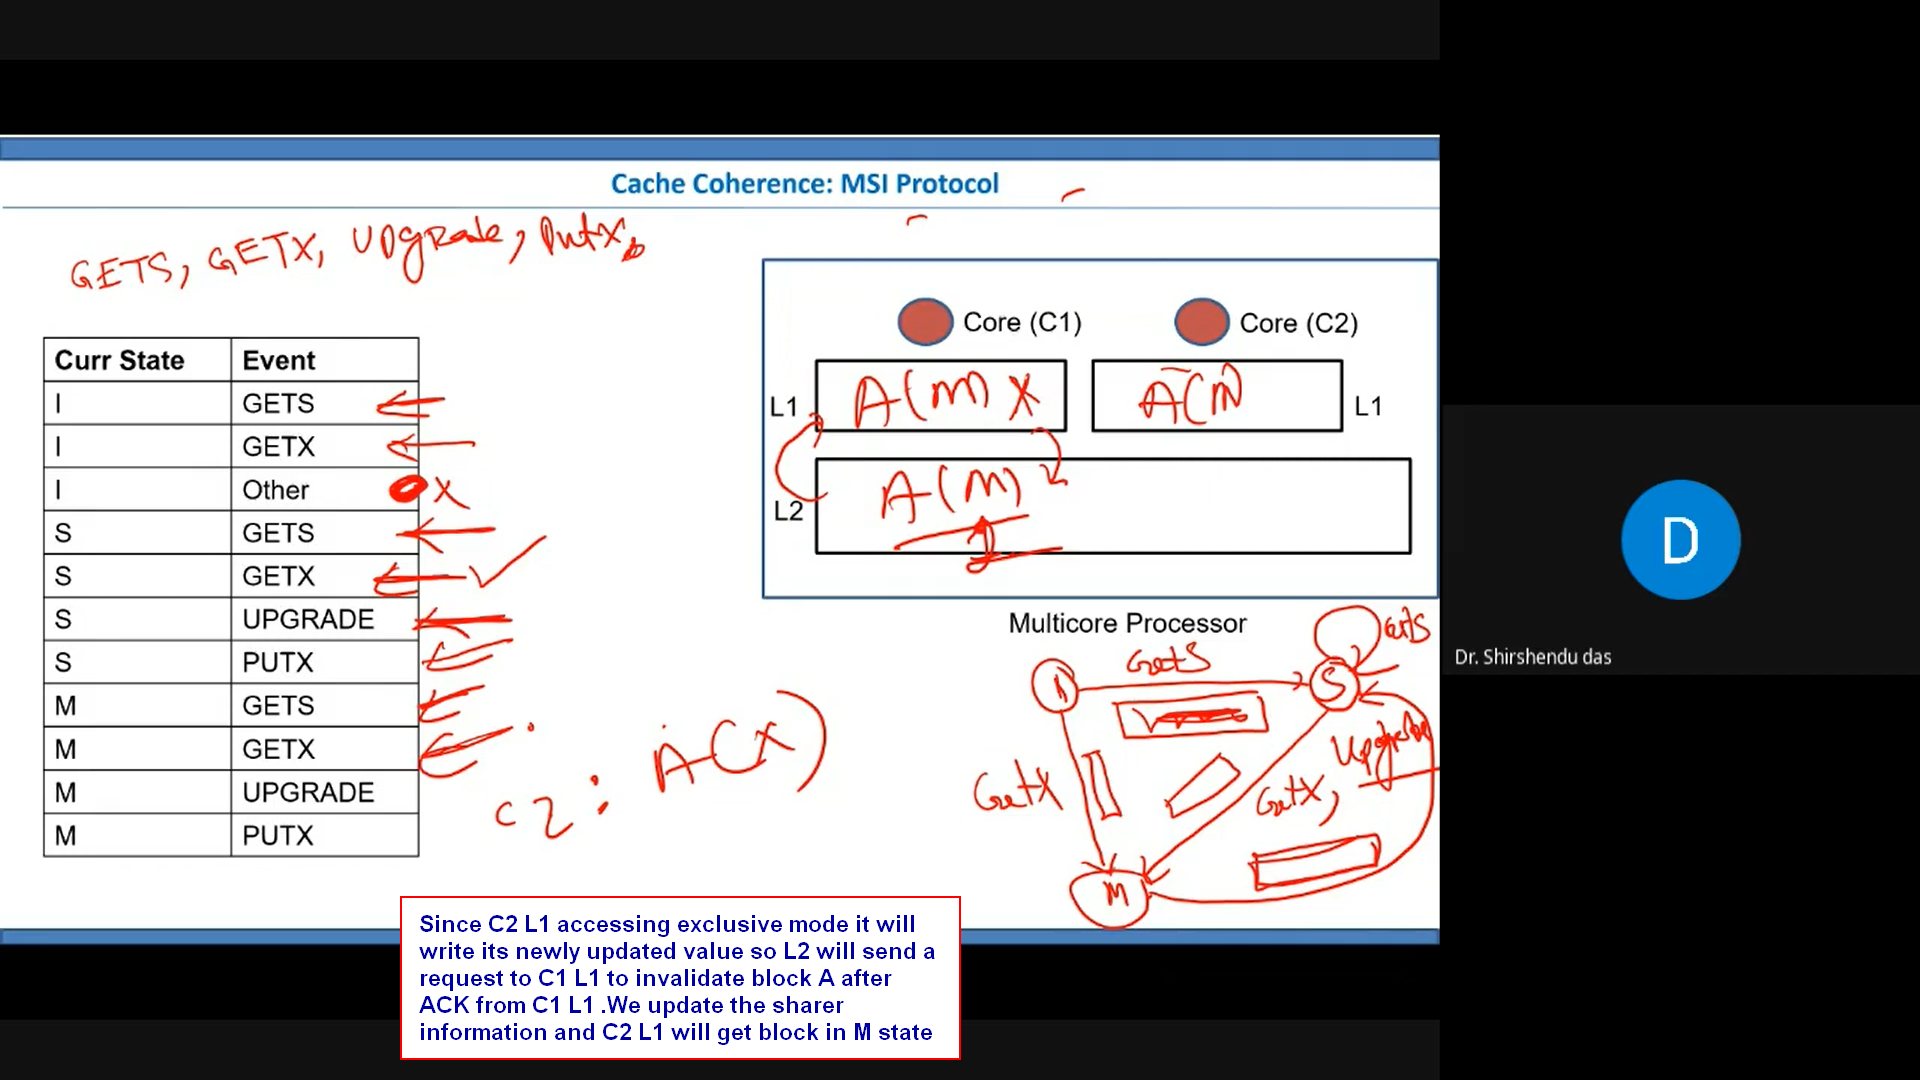 Cache Coherence: MSI Protocol
GETS, GETX, Upgrade, PutX
Curr State Event
I GETS
I GETX
I Other X
S GETS
S GETX
S UPGRADE
S PUTX
M GETS
M GETX
M UPGRADE
M PUTX
C2: A(X)
Core (C1) Core (C2)
L1 A(M) X A(M) L1
L2 A(M)
Multicore Processor
GetS
GetS
S
Upgrade
GetX
GetX,
M
Since C2 L1 accessing exclusive mode it will
write its newly updated value so L2 will send a
request to C1 L1 to invalidate block A after
ACK from C1 L1 .We update the sharer
information and C2 L1 will get block in M state
D
Dr. Shirshendu das